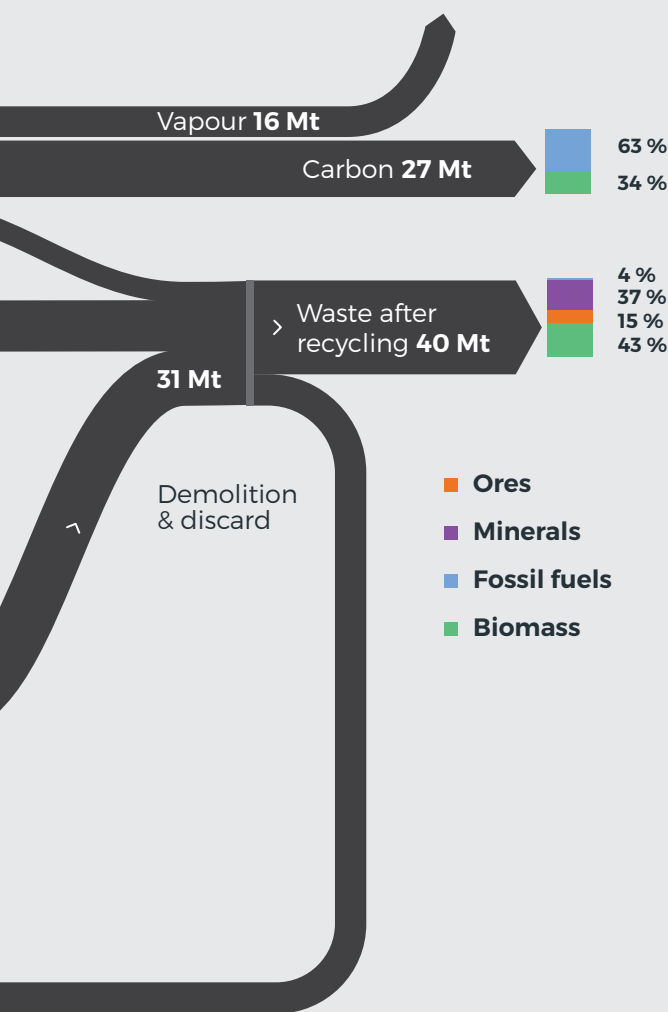 Vapour 16 Mt
Carbon 27 Mt
63 %
34 %
Waste after
recycling 40 Mt
4 %
37 %
15 %
43 %
31 Mt
Demolition
& discard
Ores
Minerals
Fossil fuels
Biomass